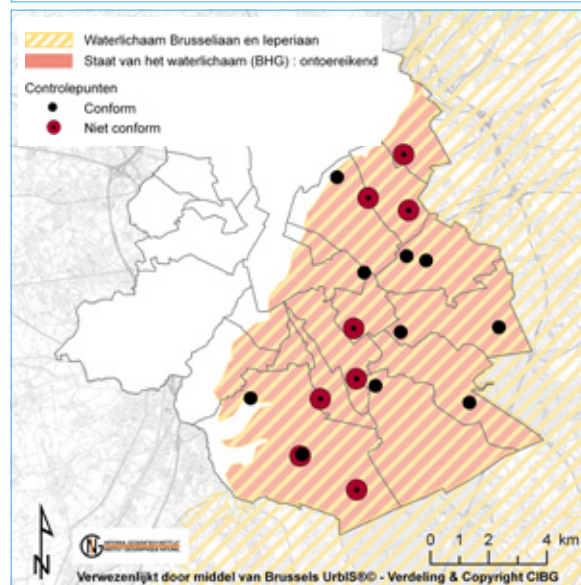 Waterlichaam Brusseliaan en Ieperiaan
Staat van het waterlichaam (BHG) : ontoereikend
Controlepunten
Conform
Niet conform
N
0 2 4 km
Verwezenlijkt door middel van Brussels UrbIS®© - Verdeling & Copyright CIBG